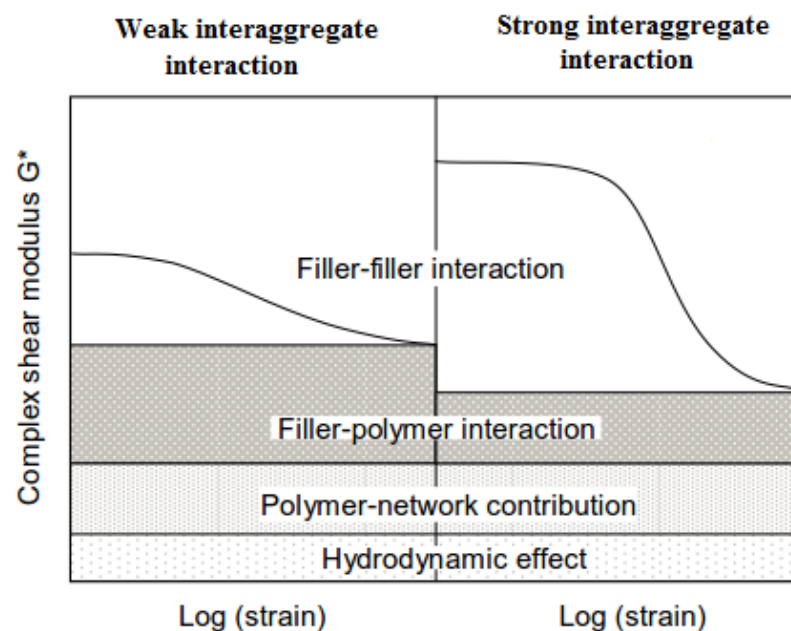 Weak interaggregate
interaction
Strong interaggregate
interaction
Complex shear modulus G*
Filler-filler interaction
Filler-polymer interaction
Polymer-network contribution
Hydrodynamic effect
Log (strain)
Log (strain)